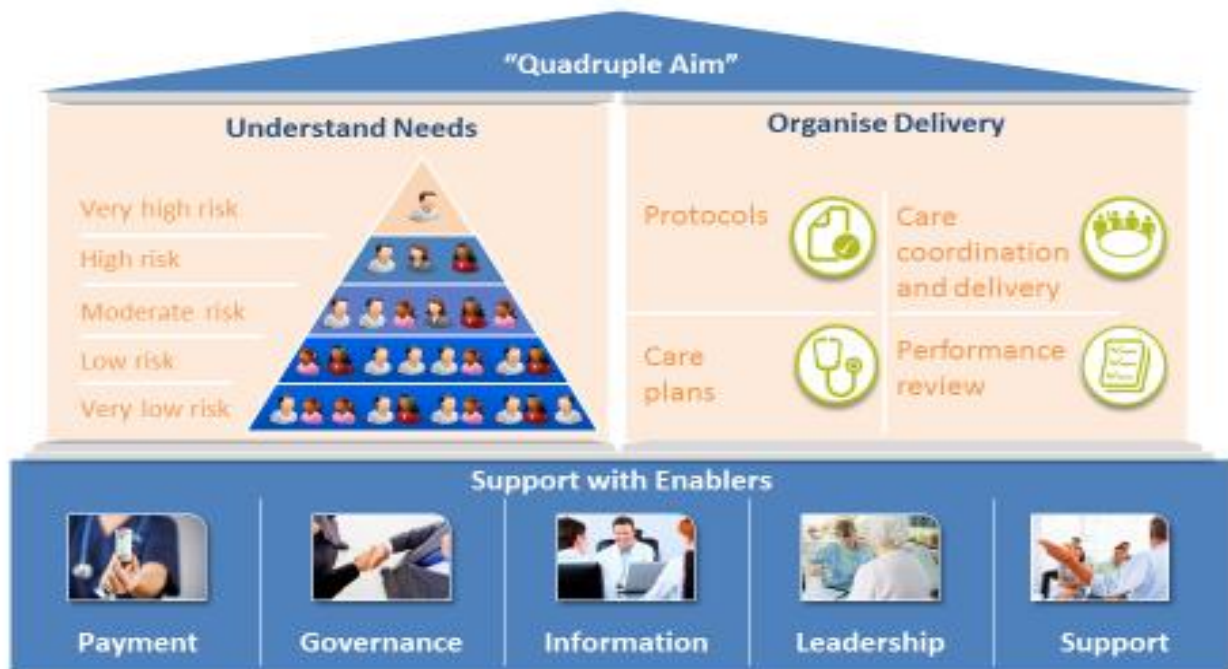 “Quadruple Aim”
Understand Needs
Very high risk
High risk
Moderate risk
Low risk
Very low risk
Organise Delivery
Protocols
Care
coordination
and delivery
Care
plans
Performance
review
Support with Enablers
Payment
Governance
Information
Leadership
Support